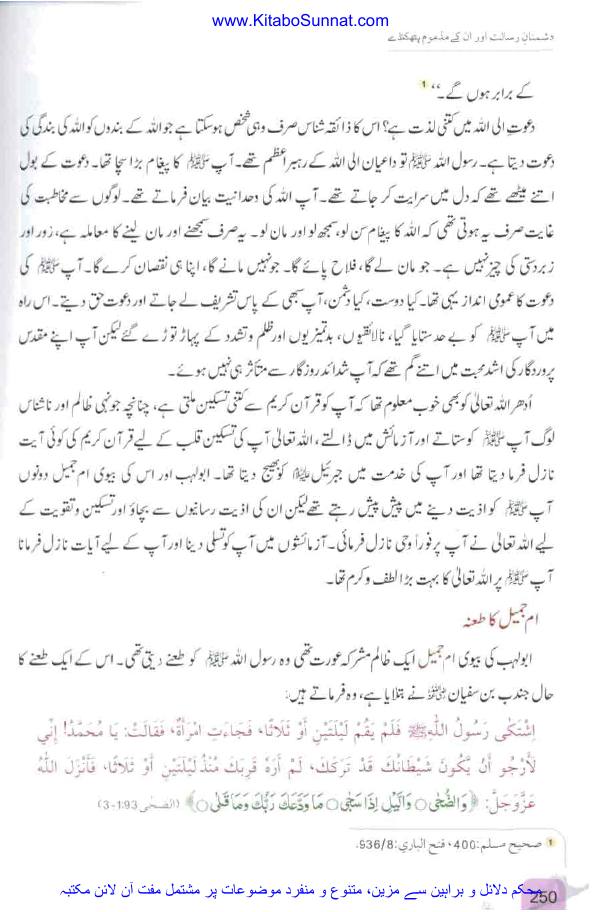 www.KitaboSunnat.com
دشمنانِ رسالت اور ان کے مذموم ہتھکنڈے
کے برابر ہوں گے۔‘‘ 1
دعوتِ الی اللہ میں کتنی لذت ہے؟ اس کا ذائقہ شناس صرف وہی شخص ہوسکتا ہے جو اللہ کے بندوں کو اللہ کی بندگی کی
دعوت دیتا ہے۔ رسول اللہ ﷺ تو داعیان الی اللہ کے رہبرِ اعظم تھے۔ آپ ﷺ کا پیغام بڑا سچا تھا۔ دعوت کے بول
اتنے میٹھے تھے کہ دل میں سرایت کر جاتے تھے۔ آپ اللہ کی وحدانیت بیان فرماتے تھے۔ لوگوں سے مخاطبت کی
غایت صرف یہ ہوتی تھی کہ اللہ کا پیغام سن لو، سمجھ لو اور مان لو۔ یہ صرف سمجھنے اور مان لینے کا معاملہ ہے، زور اور
زبردستی کی چیز نہیں ہے۔ جو مان لے گا، فلاح پائے گا۔ جو نہیں مانے گا، اپنا ہی نقصان کرے گا۔ آپ ﷺ کی
دعوت کا عمومی انداز یہی تھا۔ کیا دوست، کیا دشمن، آپ سبھی کے پاس تشریف لے جاتے اور دعوتِ حق دیتے۔ اس راہ
میں آپ ﷺ کو بے حد ستایا گیا، نالائقیوں، بدتمیزیوں اور ظلم و تشدد کے پہاڑ توڑے گئے لیکن آپ اپنے مقدس
پروردگار کی اشد محبت میں اتنے گم تھے کہ آپ شدائد روزگار سے متأثر ہی نہیں ہوئے۔
اُدھر اللہ تعالیٰ کو بھی خوب معلوم تھا کہ آپ کو قرآن کریم سے کتنی تسکین ملتی ہے، چنانچہ جونہی ظالم اور ناشناس
لوگ آپ ﷺ کو ستاتے اور آزمائش میں ڈالتے، اللہ تعالیٰ آپ کی تسکین قلب کے لیے قرآن کریم کی کوئی آیت
نازل فرما دیتا تھا اور آپ کی خدمت میں جبرئیل علیہ السلام کو بھیج دیتا تھا۔ ابولہب اور اس کی بیوی ام جمیل دونوں
آپ ﷺ کو اذیت دینے میں پیش پیش رہتے تھے لیکن ان کی اذیت رسانیوں سے بچاؤ اور تسکین و تقویت کے
لیے اللہ تعالیٰ نے آپ پر فوراً وحی نازل فرمائی۔ آزمائشوں میں آپ کو تسلی دینا اور آپ کے لیے آیات نازل فرمانا
آپ ﷺ پر اللہ تعالیٰ کا بہت بڑا لطف و کرم تھا۔
ام جمیل کا طعنہ
ابولہب کی بیوی ام جمیل ایک ظالم مشرکہ عورت تھی وہ رسول اللہ ﷺ کو طعنے دیتی تھی۔ اس کے ایک طعنے کا
حال جندب بن سفیان رضی اللہ عنہ نے بتلایا ہے، وہ فرماتے ہیں:
اِشْتَكٰى رَسُولُ اللّٰهِ ﷺ فَلَمْ يَقُمْ لَيْلَتَيْنِ أَوْ ثَلَاثًا، فَجَاءَتِ امْرَأَةٌ، فَقَالَتْ: يَا مُحَمَّدُ! إِنِّي
لَأَرْجُو أَنْ يَّكُونَ شَيْطَانُكَ قَدْ تَرَكَكَ، لَمْ أَرَهٗ قَرِبَكَ مُنْذُ لَيْلَتَيْنِ أَوْ ثَلَاثًا، فَأَنْزَلَ اللّٰهُ
عَزَّوَجَلَّ: ﴿وَالضُّحٰى ○ وَالَّيْلِ اِذَا سَجٰى ○ مَا وَدَّعَكَ رَبُّكَ وَمَا قَلٰى ○﴾ (الضحى 1:93-3)
1 صحيح مسلم:400، فتح الباري:936/8.
محکم دلائل و براہین سے مزین، متنوع و منفرد موضوعات پر مشتمل مفت آن لائن مکتبہ
250